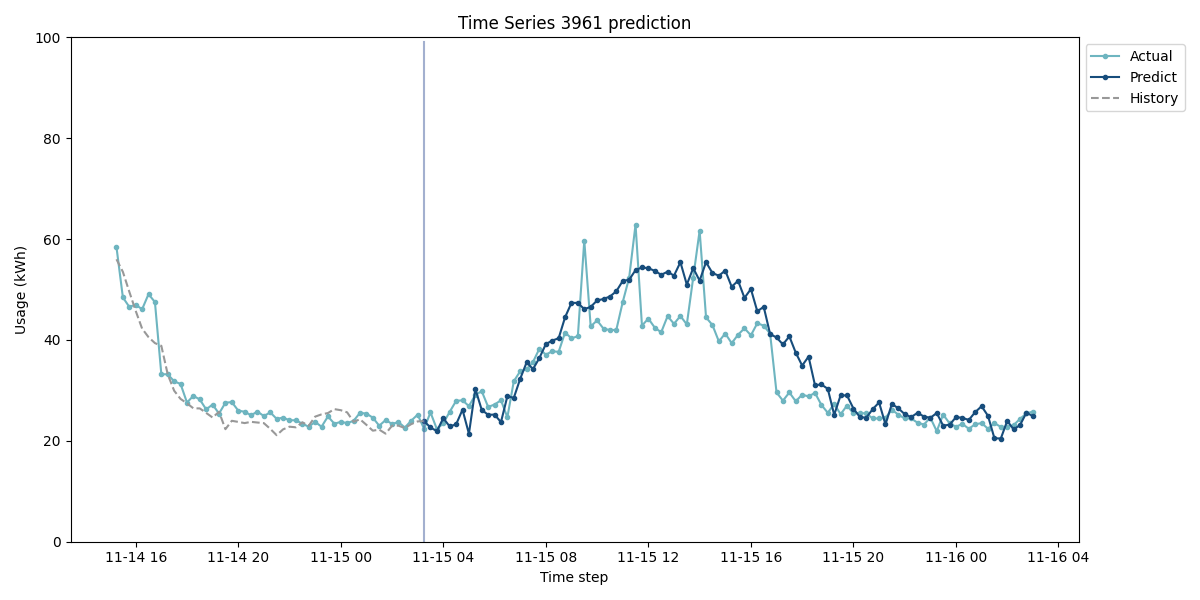 Time Series 3961 prediction
Usage (kWh)
100
80
60
40
20
0
11-14 16
11-14 20
11-15 00
11-15 04
11-15 08
11-15 12
11-15 16
11-15 20
11-16 00
11-16 04
Time step
Actual
Predict
History